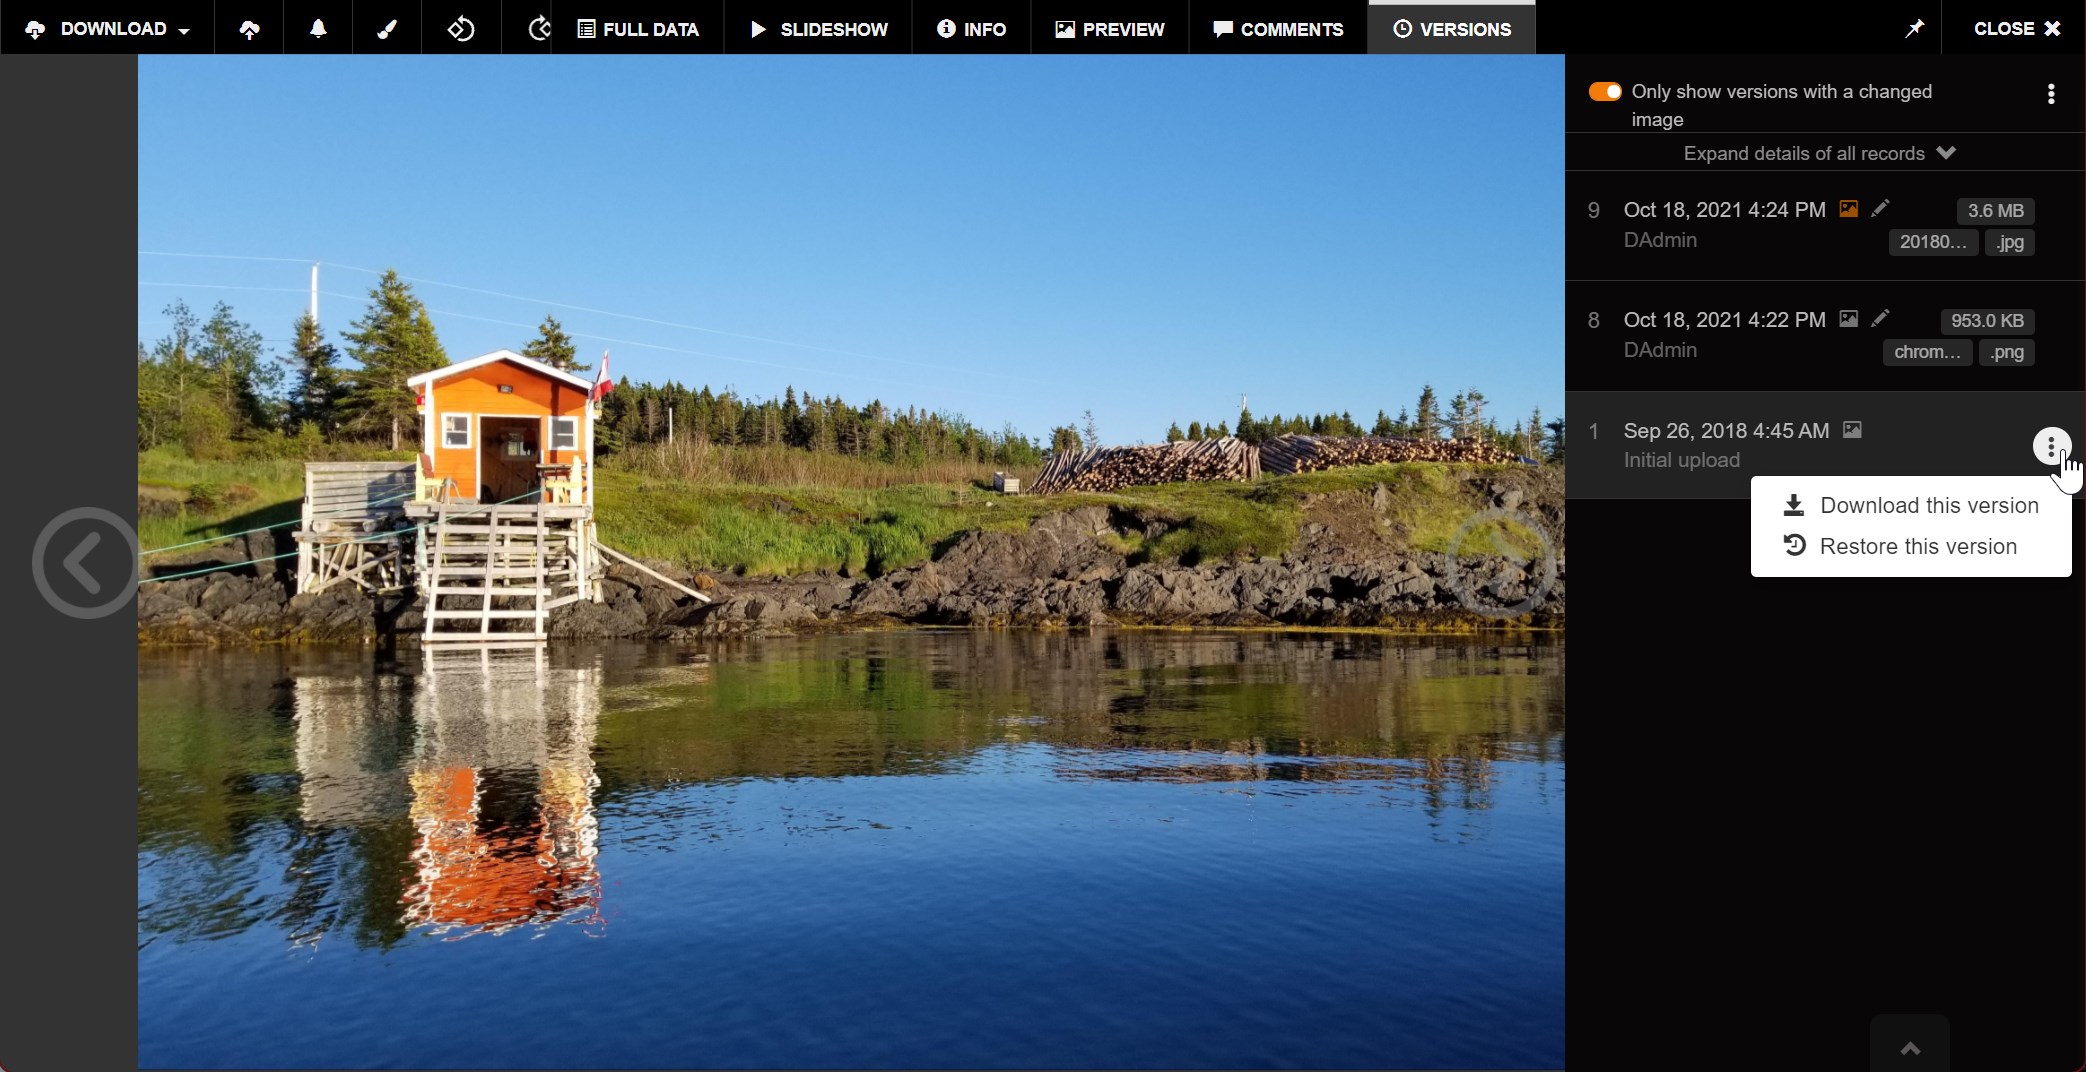 DOWNLOAD
FULL DATA
SLIDESHOW
INFO
PREVIEW
COMMENTS
VERSIONS
CLOSE
Only show versions with a changed
image
Expand details of all records
9 Oct 18, 2021 4:24 PM 3.6 MB
DAdmin 20180... .jpg
8 Oct 18, 2021 4:22 PM 953.0 KB
DAdmin chrom... .png
1 Sep 26, 2018 4:45 AM
Initial upload
Download this version
Restore this version